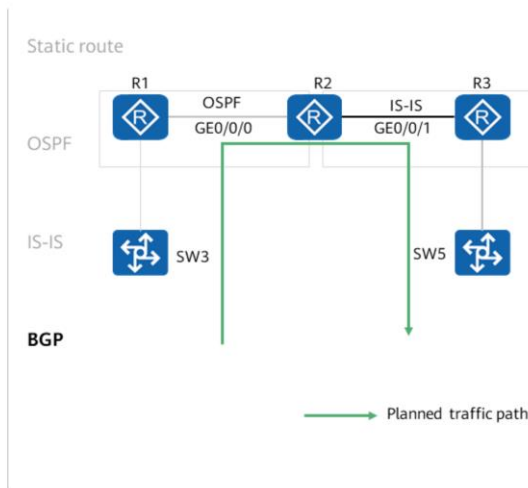 Static route
R1
R2
R3
OSPF
IS-IS
GE0/0/0
GE0/0/1
R
R
R
OSPF
IS-IS
SW3
SW5
BGP
Planned traffic path